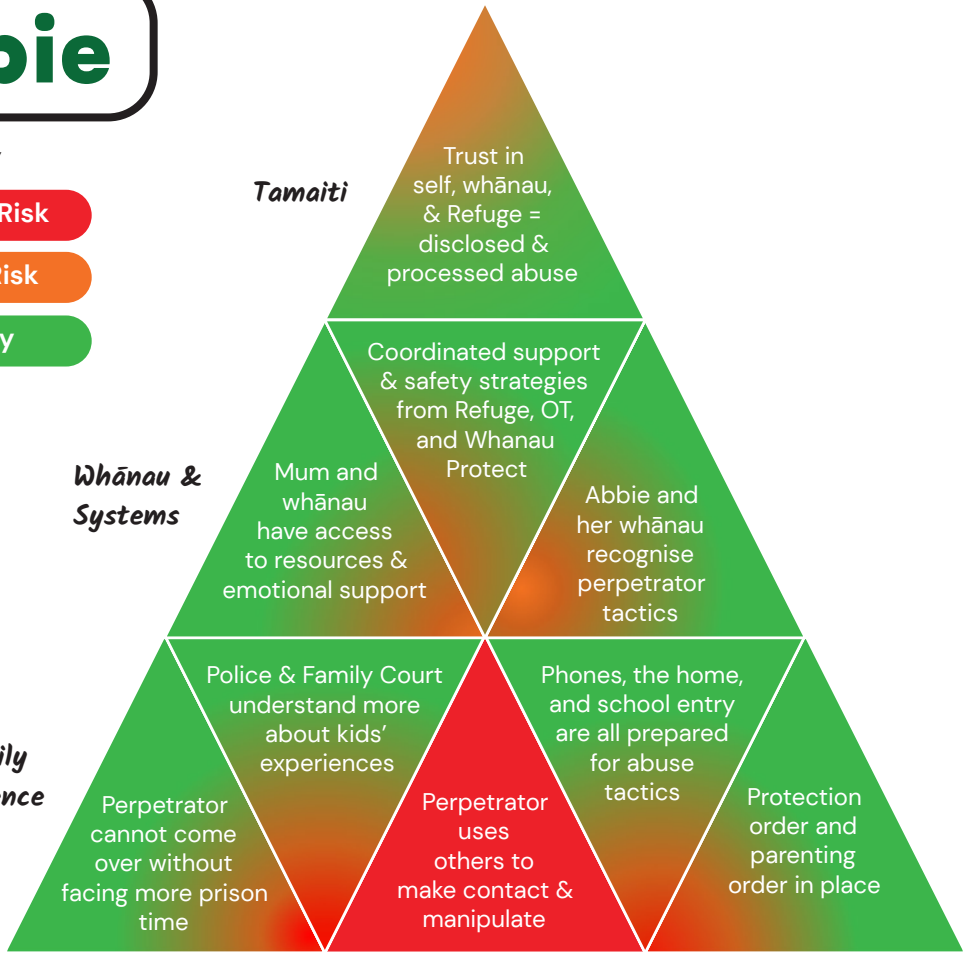 bie
Risk
Risk
y
Tamaiti
Trust in
self, whānau,
& Refuge =
disclosed &
processed abuse
Whānau &
Systems
Coordinated support
& safety strategies
from Refuge, OT,
and Whanau
Protect
Mum and
whānau
have access
to resources &
emotional support
Abbie and
her whānau
recognise
perpetrator
tactics
ily
ence
Police & Family Court
understand more
about kids'
experiences
Phones, the home,
and school entry
are all prepared
for abuse
tactics
Perpetrator
cannot come
over without
facing more prison
time
Perpetrator
uses
others to
make contact &
manipulate
Protection
order and
parenting
order in place